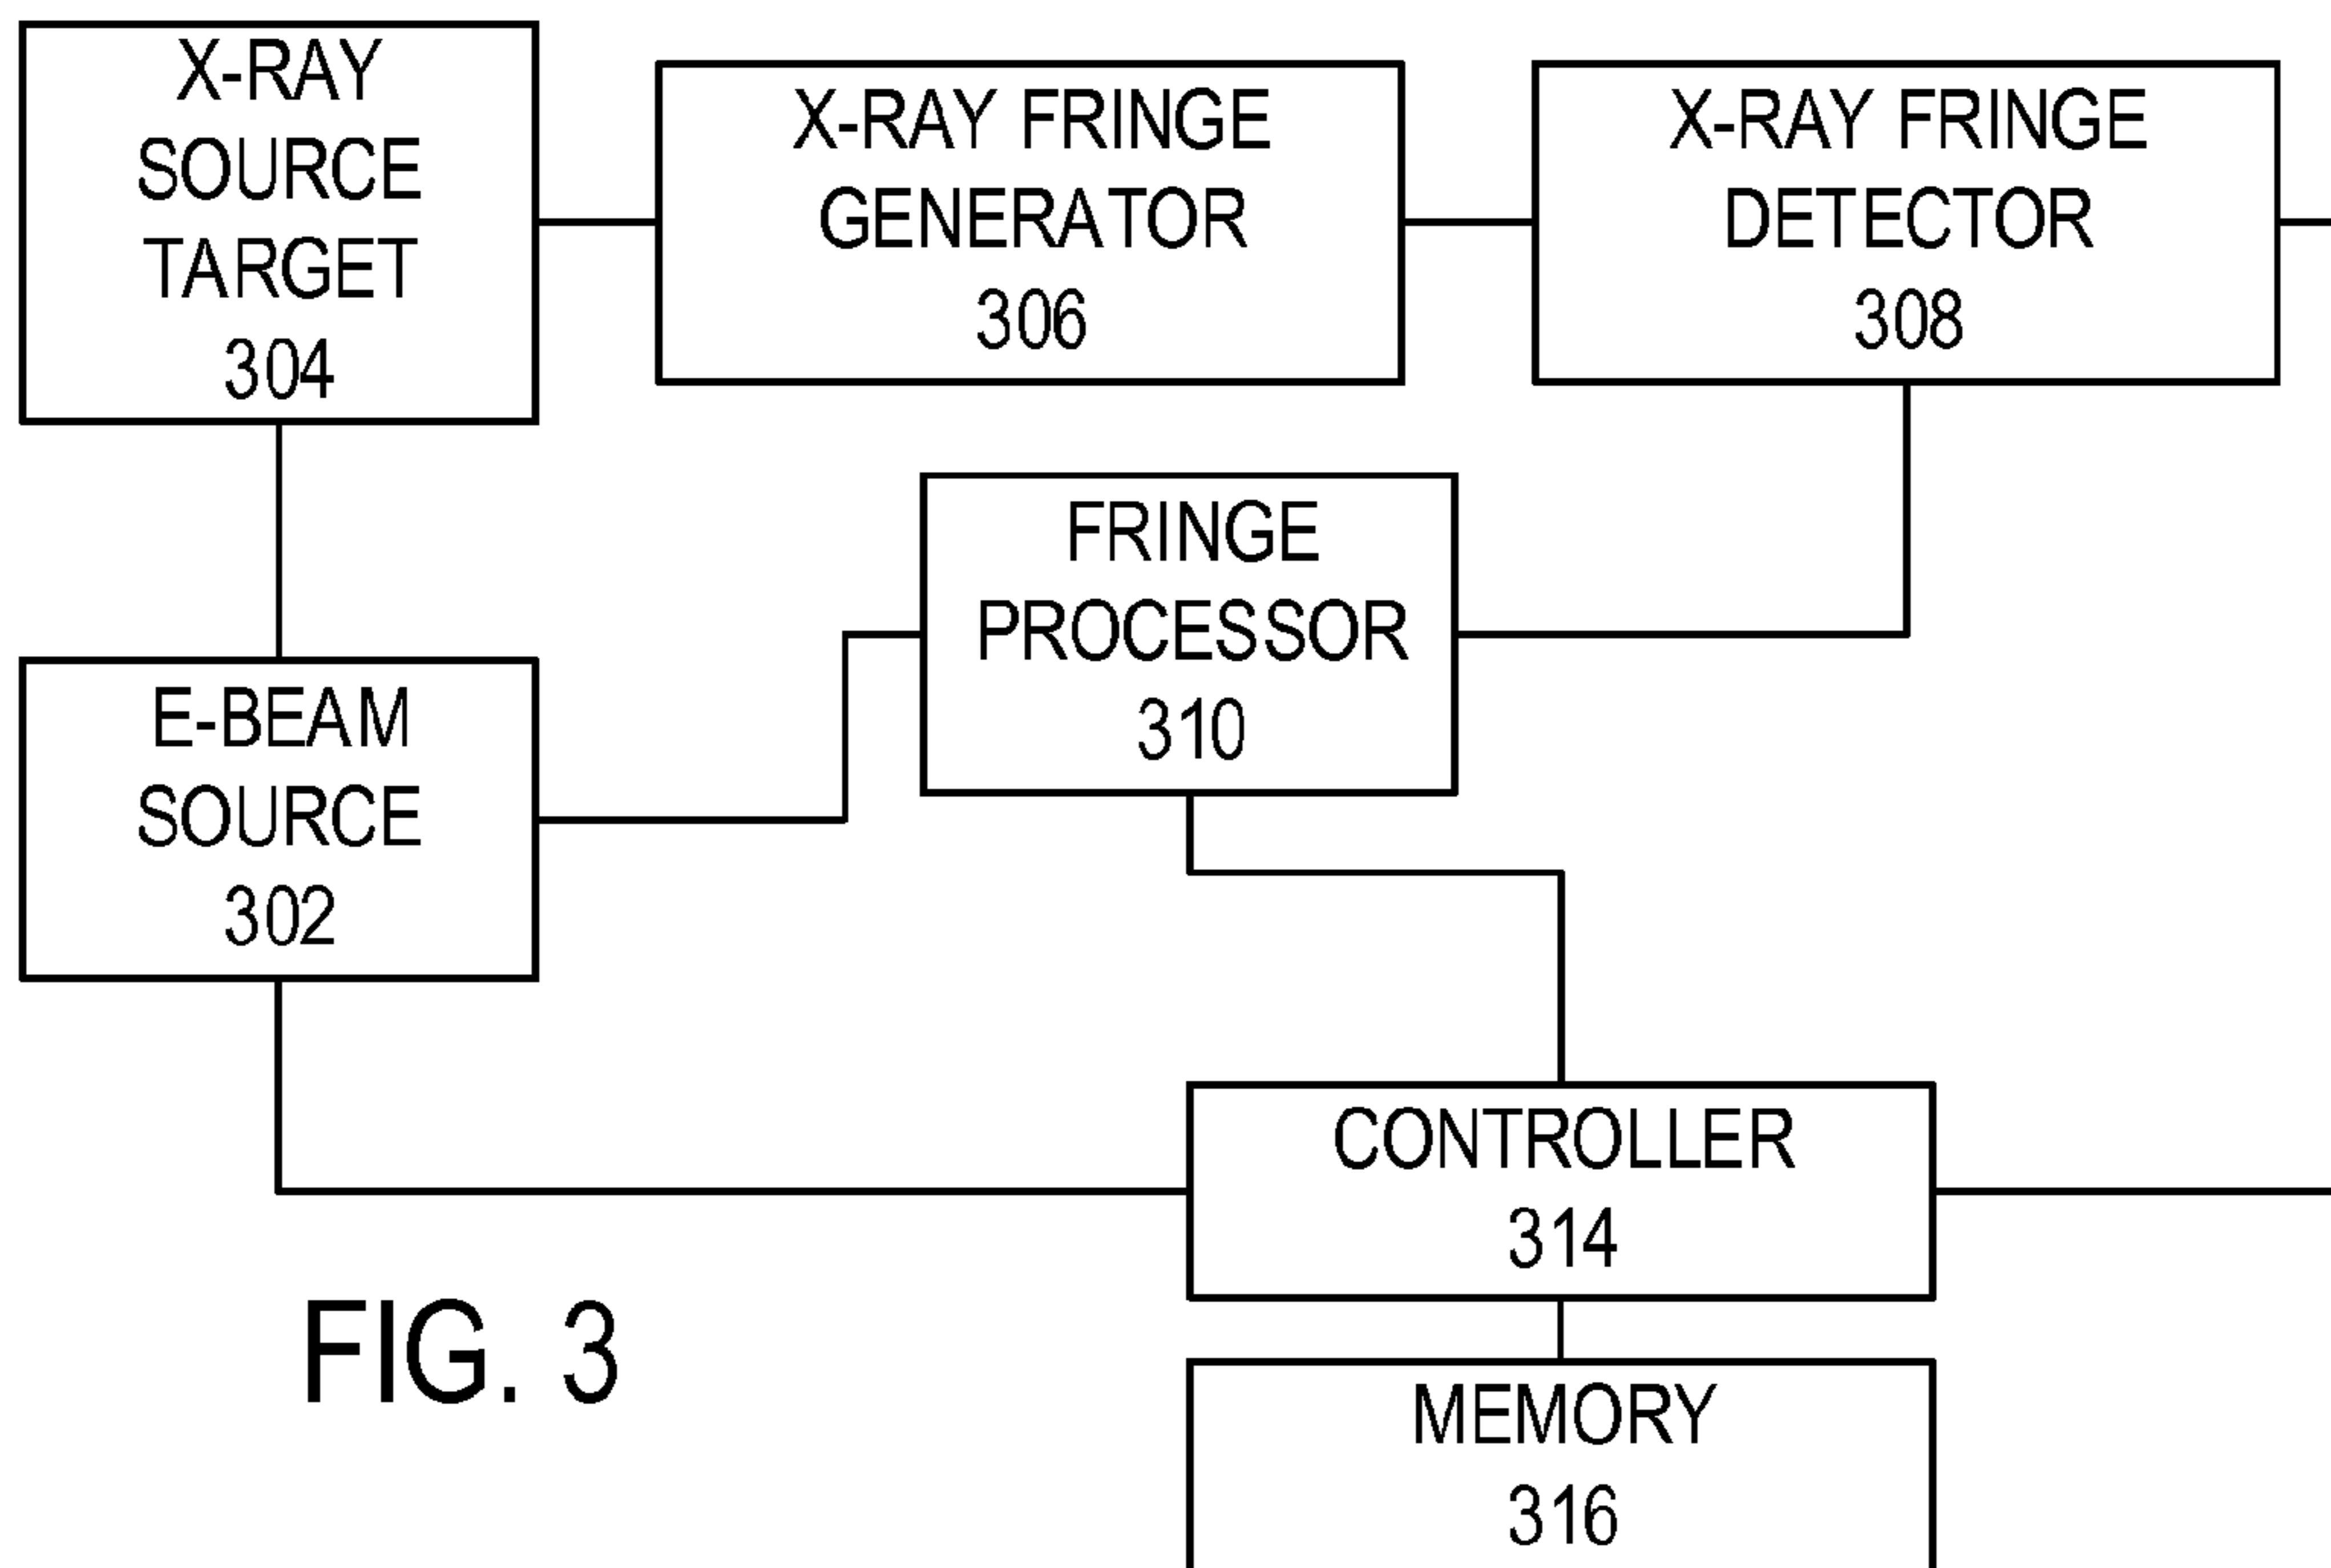 X-RAY
SOURCE
TARGET
304
X-RAY FRINGE
GENERATOR
306
X-RAY FRINGE
DETECTOR
308
FRINGE
PROCESSOR
310
E-BEAM
SOURCE
302
CONTROLLER
314
MEMORY
316
FIG. 3